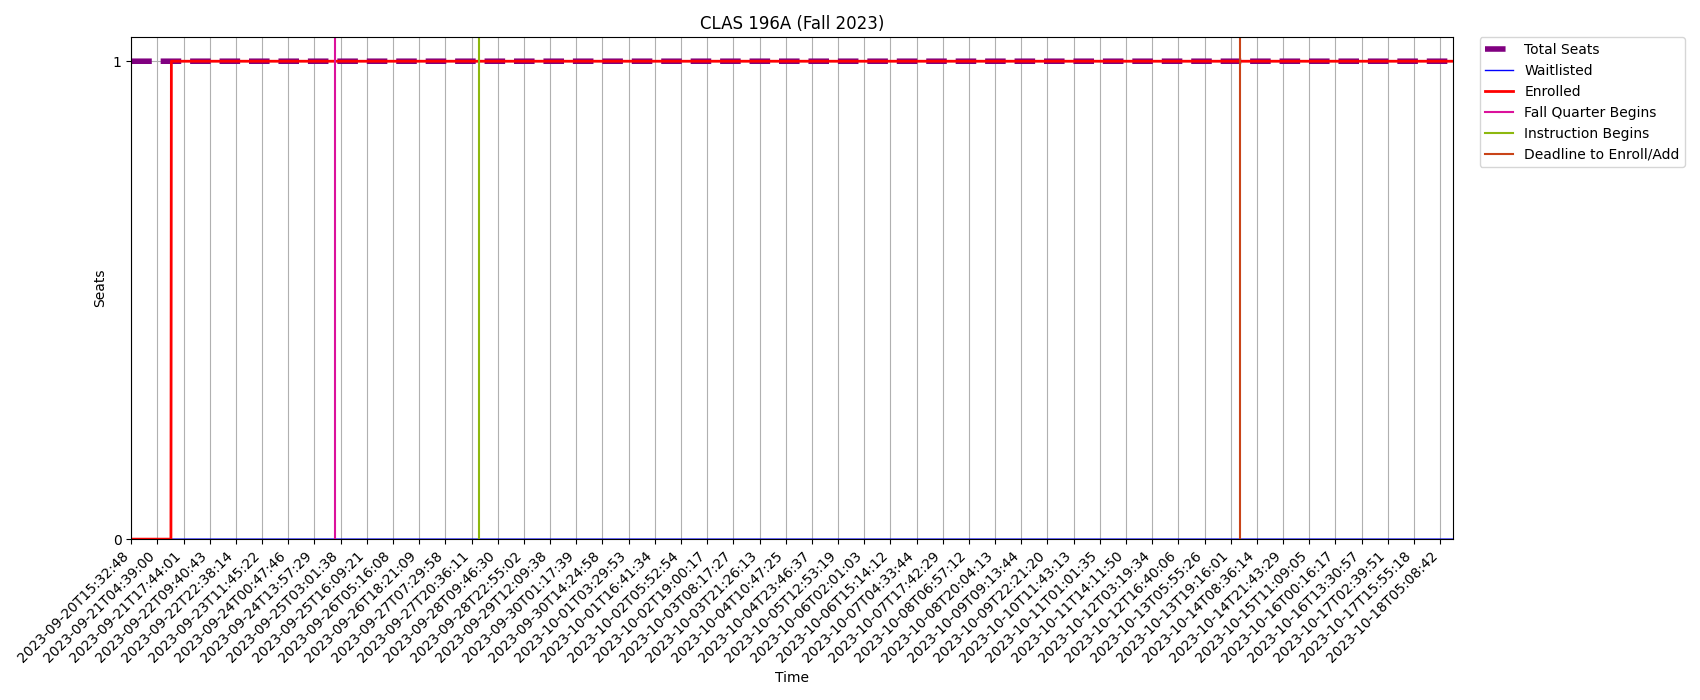 CLAS 196A (Fall 2023)
Total Seats
Waitlisted
Enrolled
Fall Quarter Begins
Instruction Begins
Deadline to Enroll/Add
Seats
1
0
2023-09-20T15:32:48
2023-09-21T04:39:00
2023-09-21T17:44:01
2023-09-22T09:40:43
2023-09-22T22:38:14
2023-09-23T11:45:22
2023-09-24T00:47:46
2023-09-24T13:57:29
2023-09-25T03:01:38
2023-09-25T16:09:21
2023-09-26T05:16:08
2023-09-26T18:21:09
2023-09-27T07:29:58
2023-09-27T20:36:11
2023-09-28T09:46:30
2023-09-28T22:55:02
2023-09-29T12:09:38
2023-09-30T01:17:39
2023-09-30T14:24:58
2023-10-01T03:29:53
2023-10-01T16:41:34
2023-10-02T05:52:54
2023-10-02T19:00:17
2023-10-03T08:17:27
2023-10-03T21:26:13
2023-10-04T10:47:25
2023-10-04T23:46:37
2023-10-05T12:53:19
2023-10-06T02:01:03
2023-10-06T15:14:12
2023-10-07T04:33:44
2023-10-07T17:42:29
2023-10-08T06:57:12
2023-10-08T20:04:13
2023-10-09T09:13:44
2023-10-09T22:21:20
2023-10-10T11:43:13
2023-10-11T01:01:35
2023-10-11T14:11:50
2023-10-12T03:19:34
2023-10-12T16:40:06
2023-10-13T05:55:26
2023-10-13T19:16:01
2023-10-14T08:36:14
2023-10-14T21:43:29
2023-10-15T11:09:05
2023-10-16T00:16:17
2023-10-16T13:30:57
2023-10-17T02:39:51
2023-10-17T15:55:18
2023-10-18T05:08:42
Time